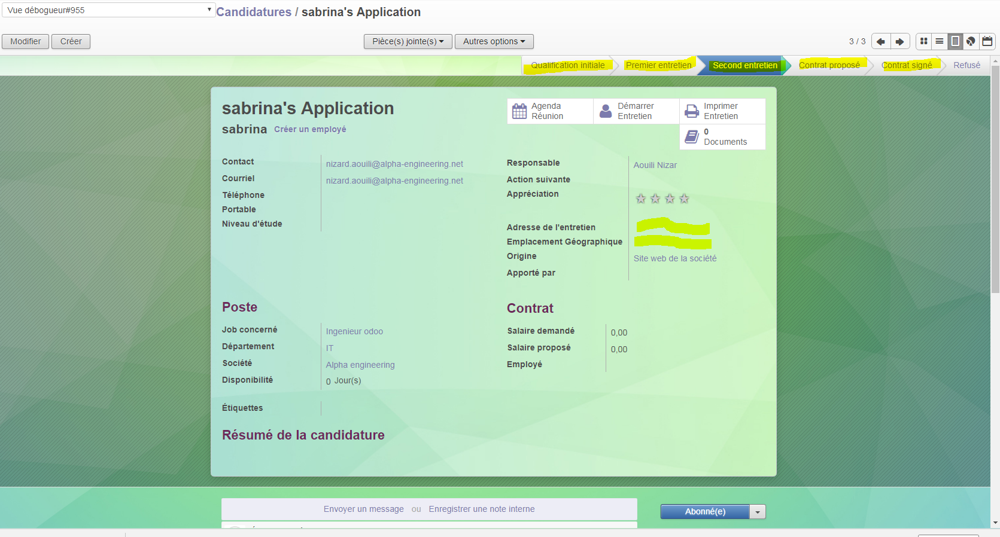 Vue débogueur#955
Candidatures / sabrina's Application
Modifier Créer Pièce(s) jointe(s) Autres options 3 / 3
Qualification initiale Premier entretien Second entretien Contrat proposé Contrat signé Refusé
sabrina's Application
sabrina Créer un employé
Agenda Réunion
Démarrer Entretien
Imprimer Entretien
0 Documents
Contact nizard.aouili@alpha-engineering.net
Courriel nizard.aouili@alpha-engineering.net
Téléphone
Portable
Niveau d'étude
Responsable Aouili Nizar
Action suivante
Appréciation
Adresse de l'entretien
Emplacement Géographique
Origine Site web de la société
Apporté par
Poste
Job concerné Ingenieur odoo
Département IT
Société Alpha engineering
Disponibilité 0 Jour(s)
Étiquettes
Contrat
Salaire demandé 0,00
Salaire proposé 0,00
Employé
Résumé de la candidature
Envoyer un message ou Enregistrer une note interne
Abonné(e)